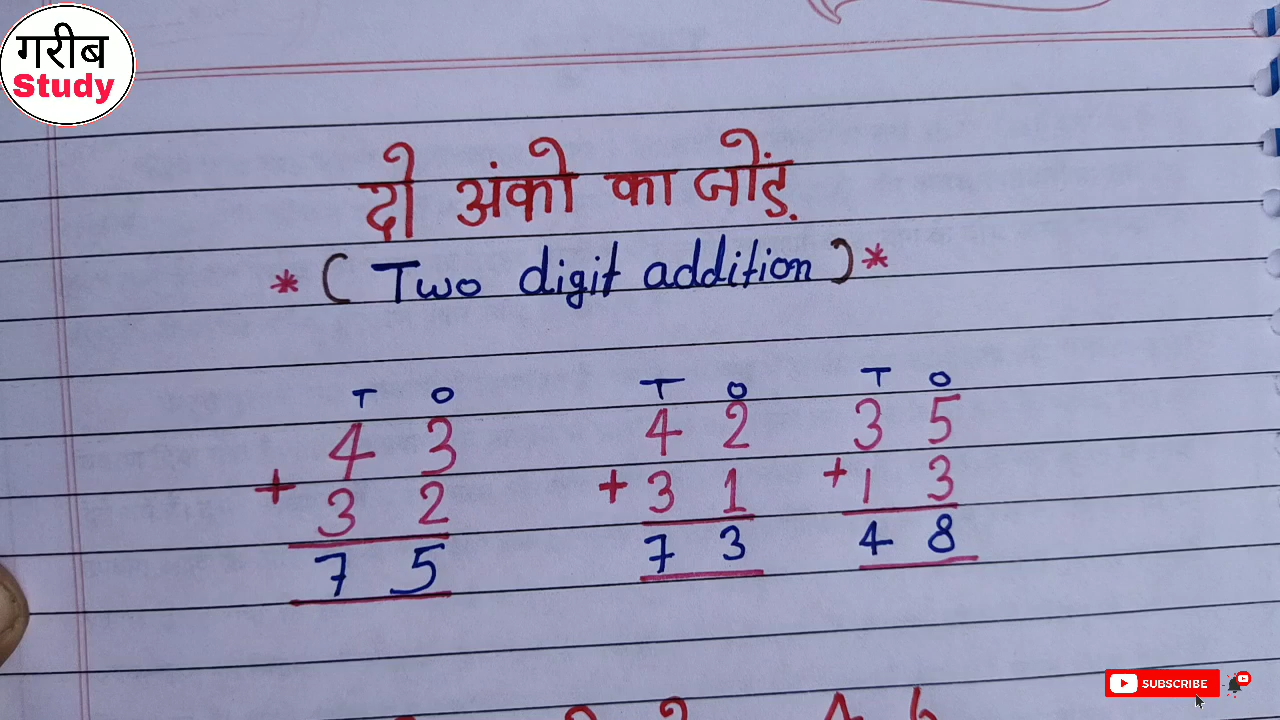 गरीब
Study
दो अंको का जोंड़
* ( Two digit addition ) *
T O T O T O
4 3 4 2 3 5
+ 3 2 + 3 1 + 1 3
7 5 7 3 4 8
SUBSCRIBE